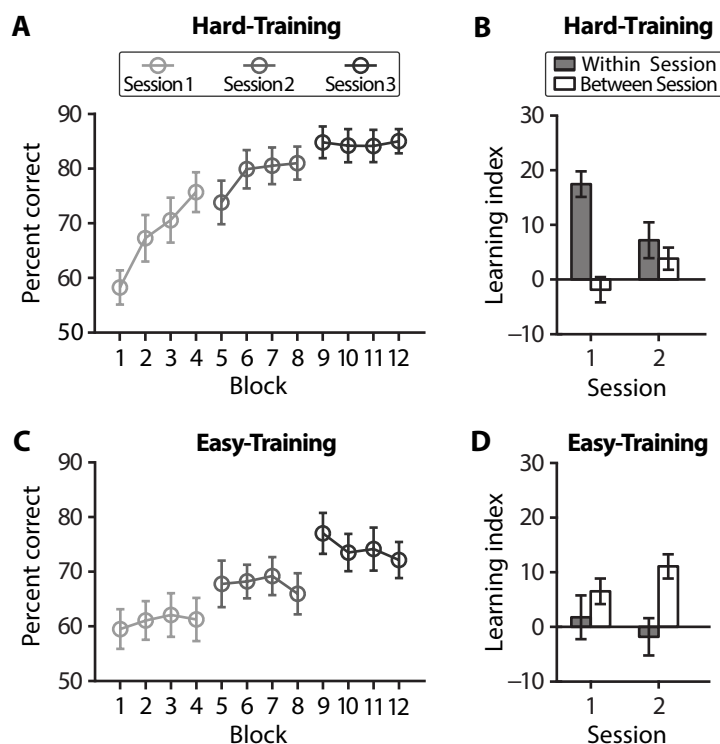 A Hard-Training
Session 1 Session 2 Session 3
90
80
70
60
50
Percent correct
1 2 3 4 5 6 7 8 9 10 11 12
Block
B Hard-Training
Within Session
Between Session
30
20
10
0
−10
Learning index
1 2
Session
C Easy-Training
90
80
70
60
50
Percent correct
1 2 3 4 5 6 7 8 9 10 11 12
Block
D Easy-Training
30
20
10
0
−10
Learning index
1 2
Session